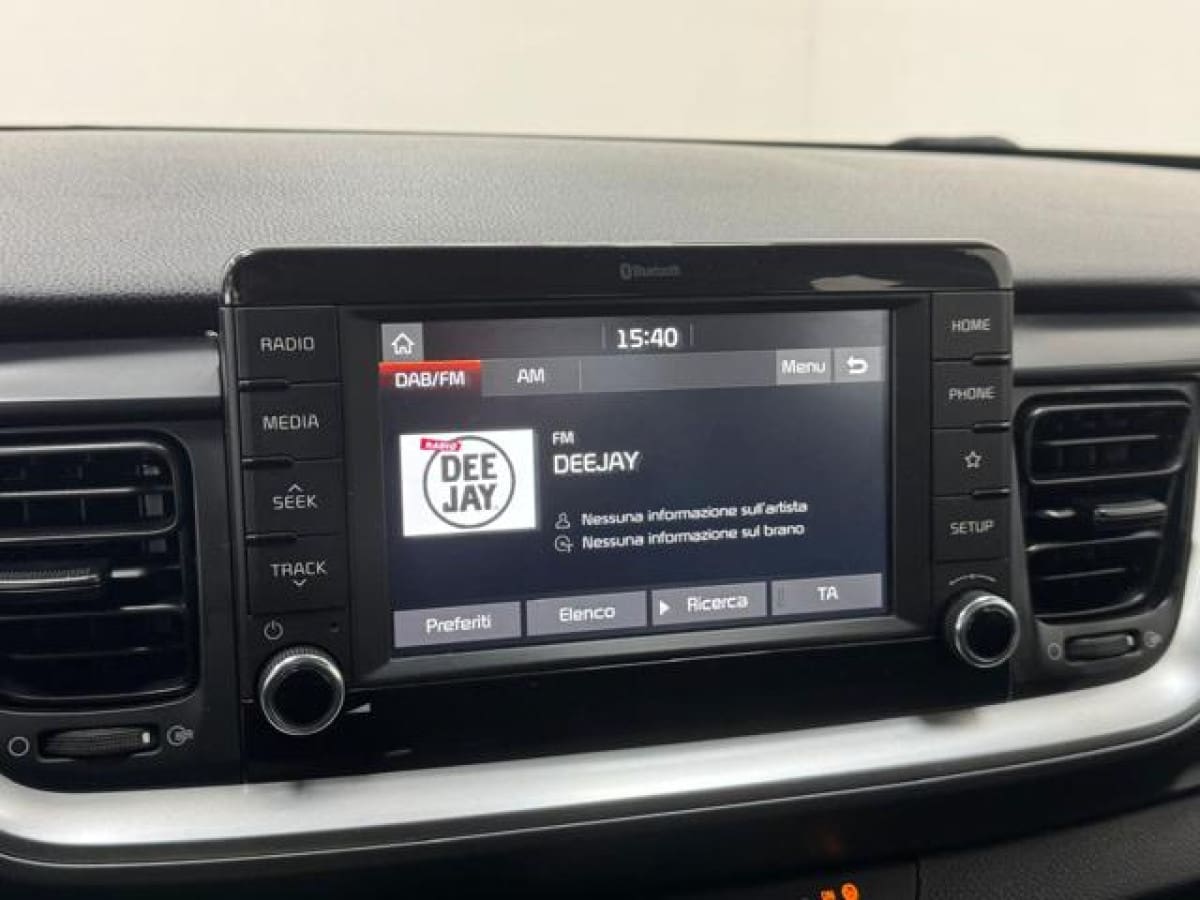 Bluetooth
RADIO
MEDIA
SEEK
TRACK
HOME
PHONE
SETUP
15:40
DAB/FM
AM
Menu
RADIO
DEE
JAY
FM
DEEJAY
Nessuna informazione sull'artista
Nessuna informazione sul brano
Preferiti
Elenco
Ricerca
TA
ON